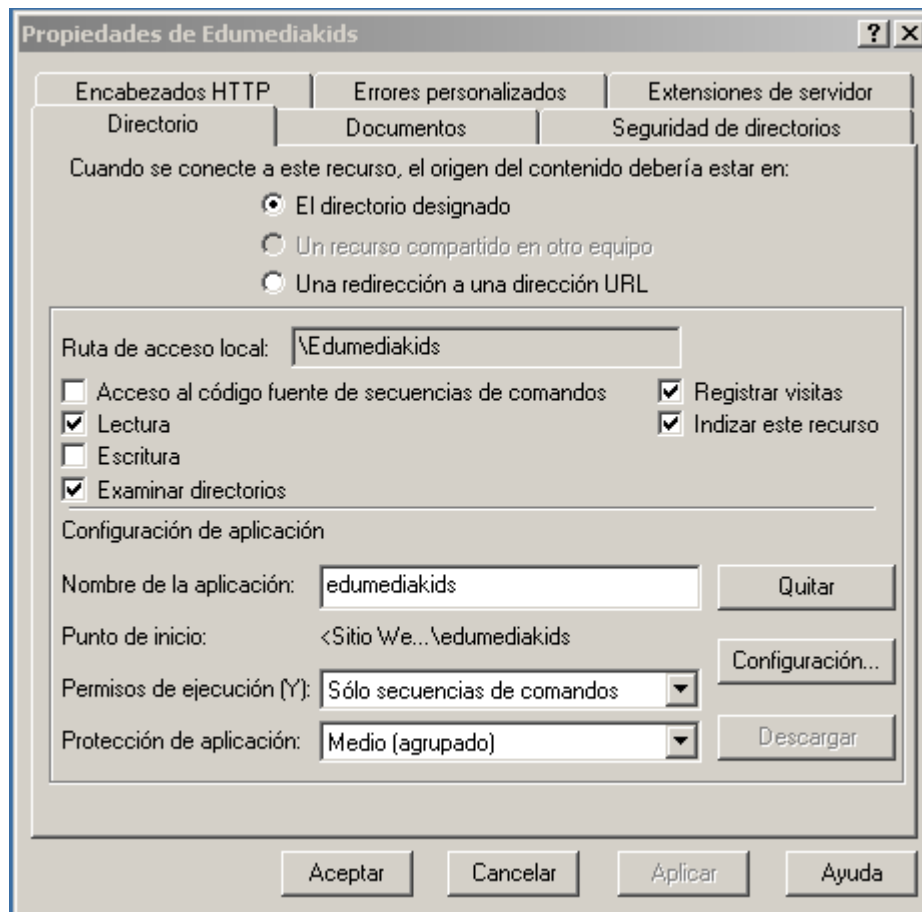 Propiedades de Edumediakids
Encabezados HTTP Errores personalizados Extensiones de servidor
Directorio Documentos Seguridad de directorios
Cuando se conecte a este recurso, el origen del contenido debería estar en:
El directorio designado
Un recurso compartido en otro equipo
Una redirección a una dirección URL
Ruta de acceso local: \Edumediakids
Acceso al código fuente de secuencias de comandos Registrar visitas
Lectura Indizar este recurso
Escritura
Examinar directorios
Configuración de aplicación
Nombre de la aplicación: edumediakids Quitar
Punto de inicio: <Sitio We...\edumediakids
Configuración...
Permisos de ejecución (Y): Sólo secuencias de comandos
Protección de aplicación: Medio (agrupado) Descargar
Aceptar Cancelar Aplicar Ayuda